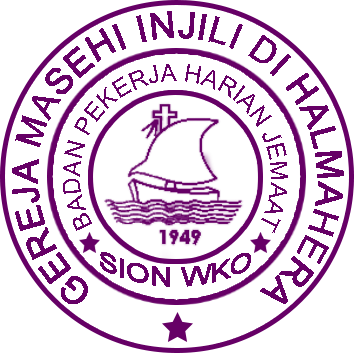 GEREJA MASEHI INJILI DI HALMAHERA
BADAN PEKERJA HARIAN JEMAAT
1949
SION WKO